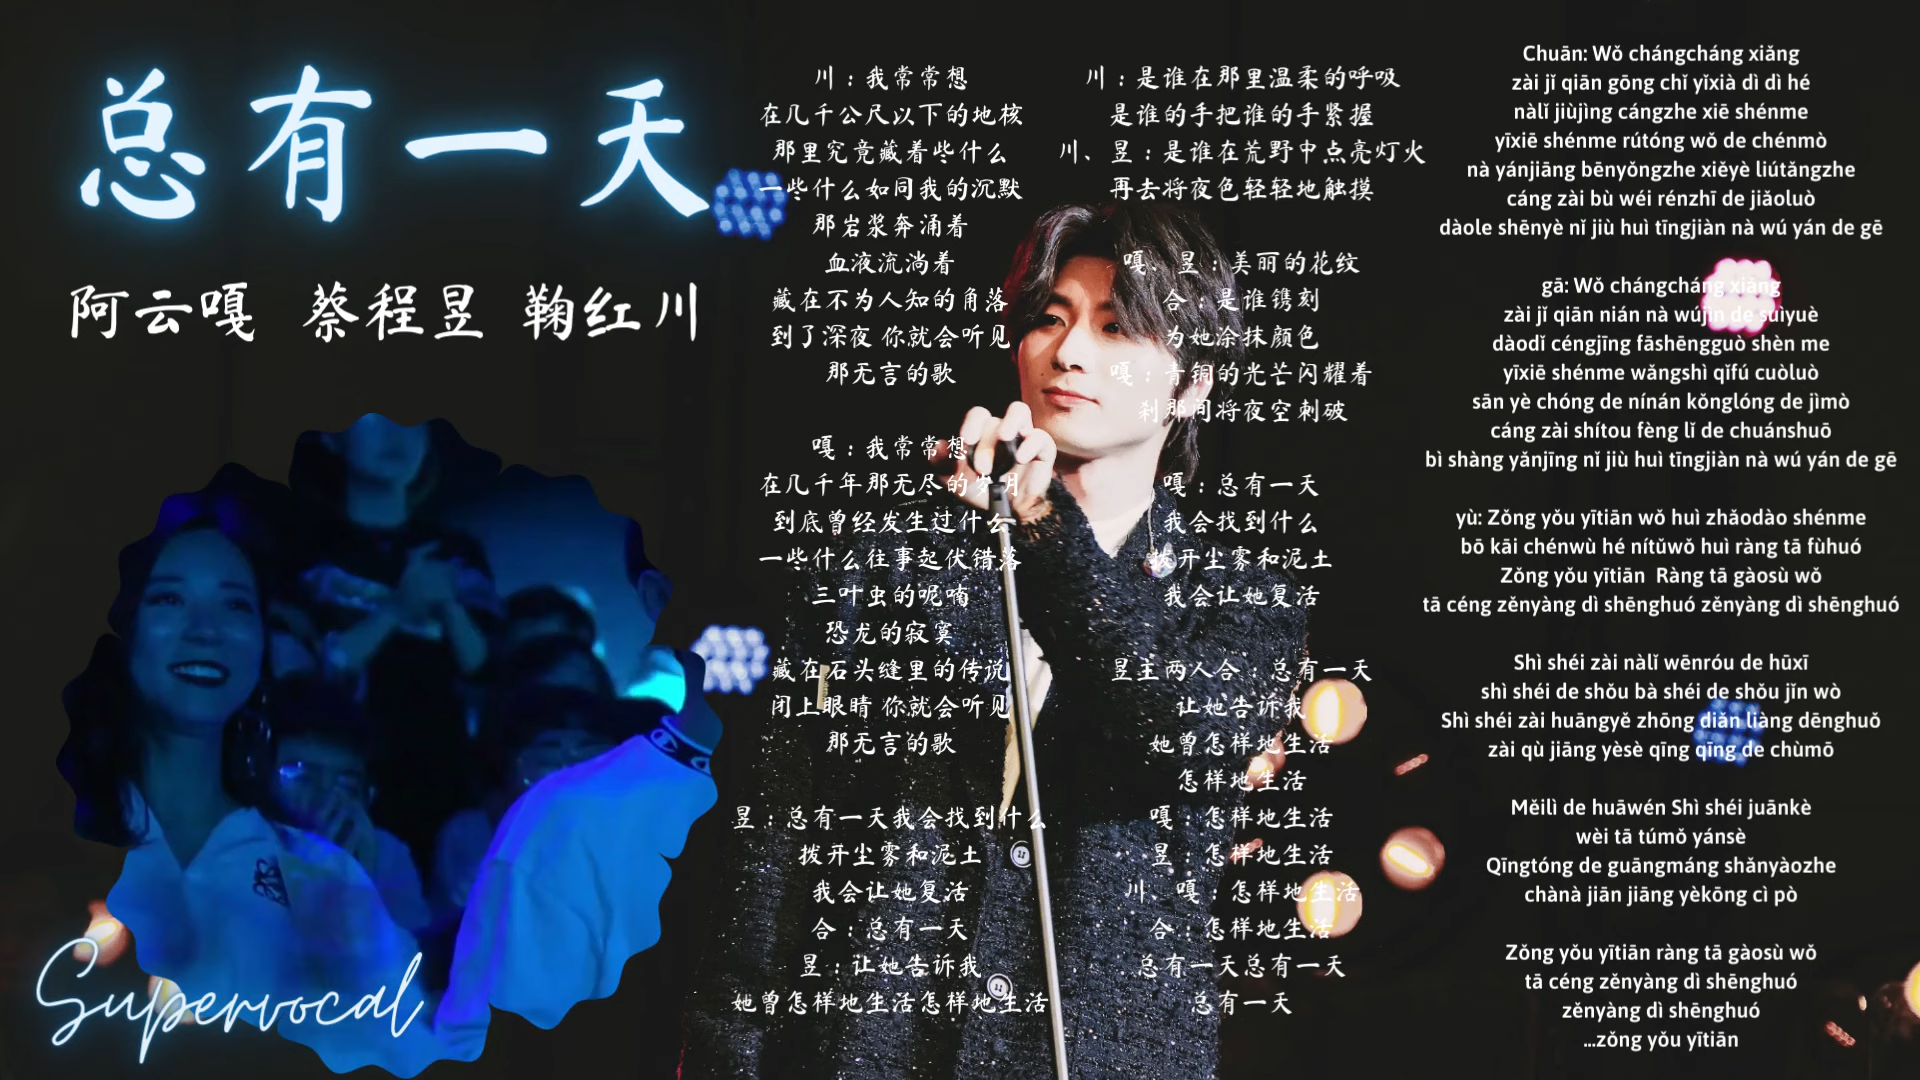 总有一天
阿云嘎 蔡程昱 鞠红川
川：我常常想
在几千公尺以下的地核
那里究竟藏着些什么
一些什么如同我的沉默
那岩浆奔涌着
血液流淌着
藏在不为人知的角落
到了深夜 你就会听见
那无言的歌
嘎：我常常想
在几千年那无尽的岁月
到底曾经发生过什么
一些什么往事起伏错落
三叶虫的呢喃
恐龙的寂寞
藏在石头缝里的传说
闭上眼睛 你就会听见
那无言的歌
昱：总有一天我会找到什么
拨开尘雾和泥土
我会让她复活
合：总有一天
昱：让她告诉我
她曾怎样地生活怎样地生活
川：是谁在那里温柔的呼吸
是谁的手把谁的手紧握
川、昱：是谁在荒野中点亮灯火
再去将夜色轻轻地触摸
嘎、昱：美丽的花纹
合：是谁镌刻
为她涂抹颜色
嘎：青铜的光芒闪耀着
刹那间将夜空刺破
嘎：总有一天
我会找到什么
拨开尘雾和泥土
我会让她复活
昱主两人合：总有一天
让她告诉我
她曾怎样地生活
怎样地生活
嘎：怎样地生活
昱：怎样地生活
川、嘎：怎样地生活
合：怎样地生活
总有一天总有一天
总有一天
Chuān: Wǒ chángcháng xiǎng
zài jǐ qiān gōng chǐ yǐxià dì dì hé
nàlǐ jiùjìng cángzhe xiē shénme
yīxiē shénme rútóng wǒ de chénmò
nà yánjiāng bēnyǒngzhe xiěyè liútǎngzhe
cáng zài bù wéi rénzhī de jiǎoluò
dàole shēnyè nǐ jiù huì tīngjiàn nà wú yán de gē
gā: Wǒ chángcháng xiǎng
zài jǐ qiān nián nà wújìn de suìyuè
dàodǐ céngjīng fāshēngguò shèn me
yīxiē shénme wǎngshì qǐfú cuòluò
sān yè chóng de nínán kǒnglóng de jìmò
cáng zài shítou fèng lǐ de chuánshuō
bì shàng yǎnjīng nǐ jiù huì tīngjiàn nà wú yán de gē
yù: Zǒng yǒu yītiān wǒ huì zhǎodào shénme
bō kāi chénwù hé nítǔwǒ huì ràng tā fùhuó
Zǒng yǒu yītiān Ràng tā gàosù wǒ
tā céng zěnyàng dì shēnghuó zěnyàng dì shēnghuó
Shì shéi zài nàlǐ wēnróu de hūxī
shì shéi de shǒu bà shéi de shǒu jǐn wò
Shì shéi zài huāngyě zhōng diǎn liàng dēnghuǒ
zài qù jiāng yèsè qīng qīng de chùmō
Měilì de huāwén Shì shéi juānkè
wèi tā túmǒ yánsè
Qīngtóng de guāngmáng shǎnyàozhe
chànà jiān jiāng yèkōng cì pò
Zǒng yǒu yītiān ràng tā gàosù wǒ
tā céng zěnyàng dì shēnghuó
zěnyàng dì shēnghuó
...zǒng yǒu yītiān
Supervocal